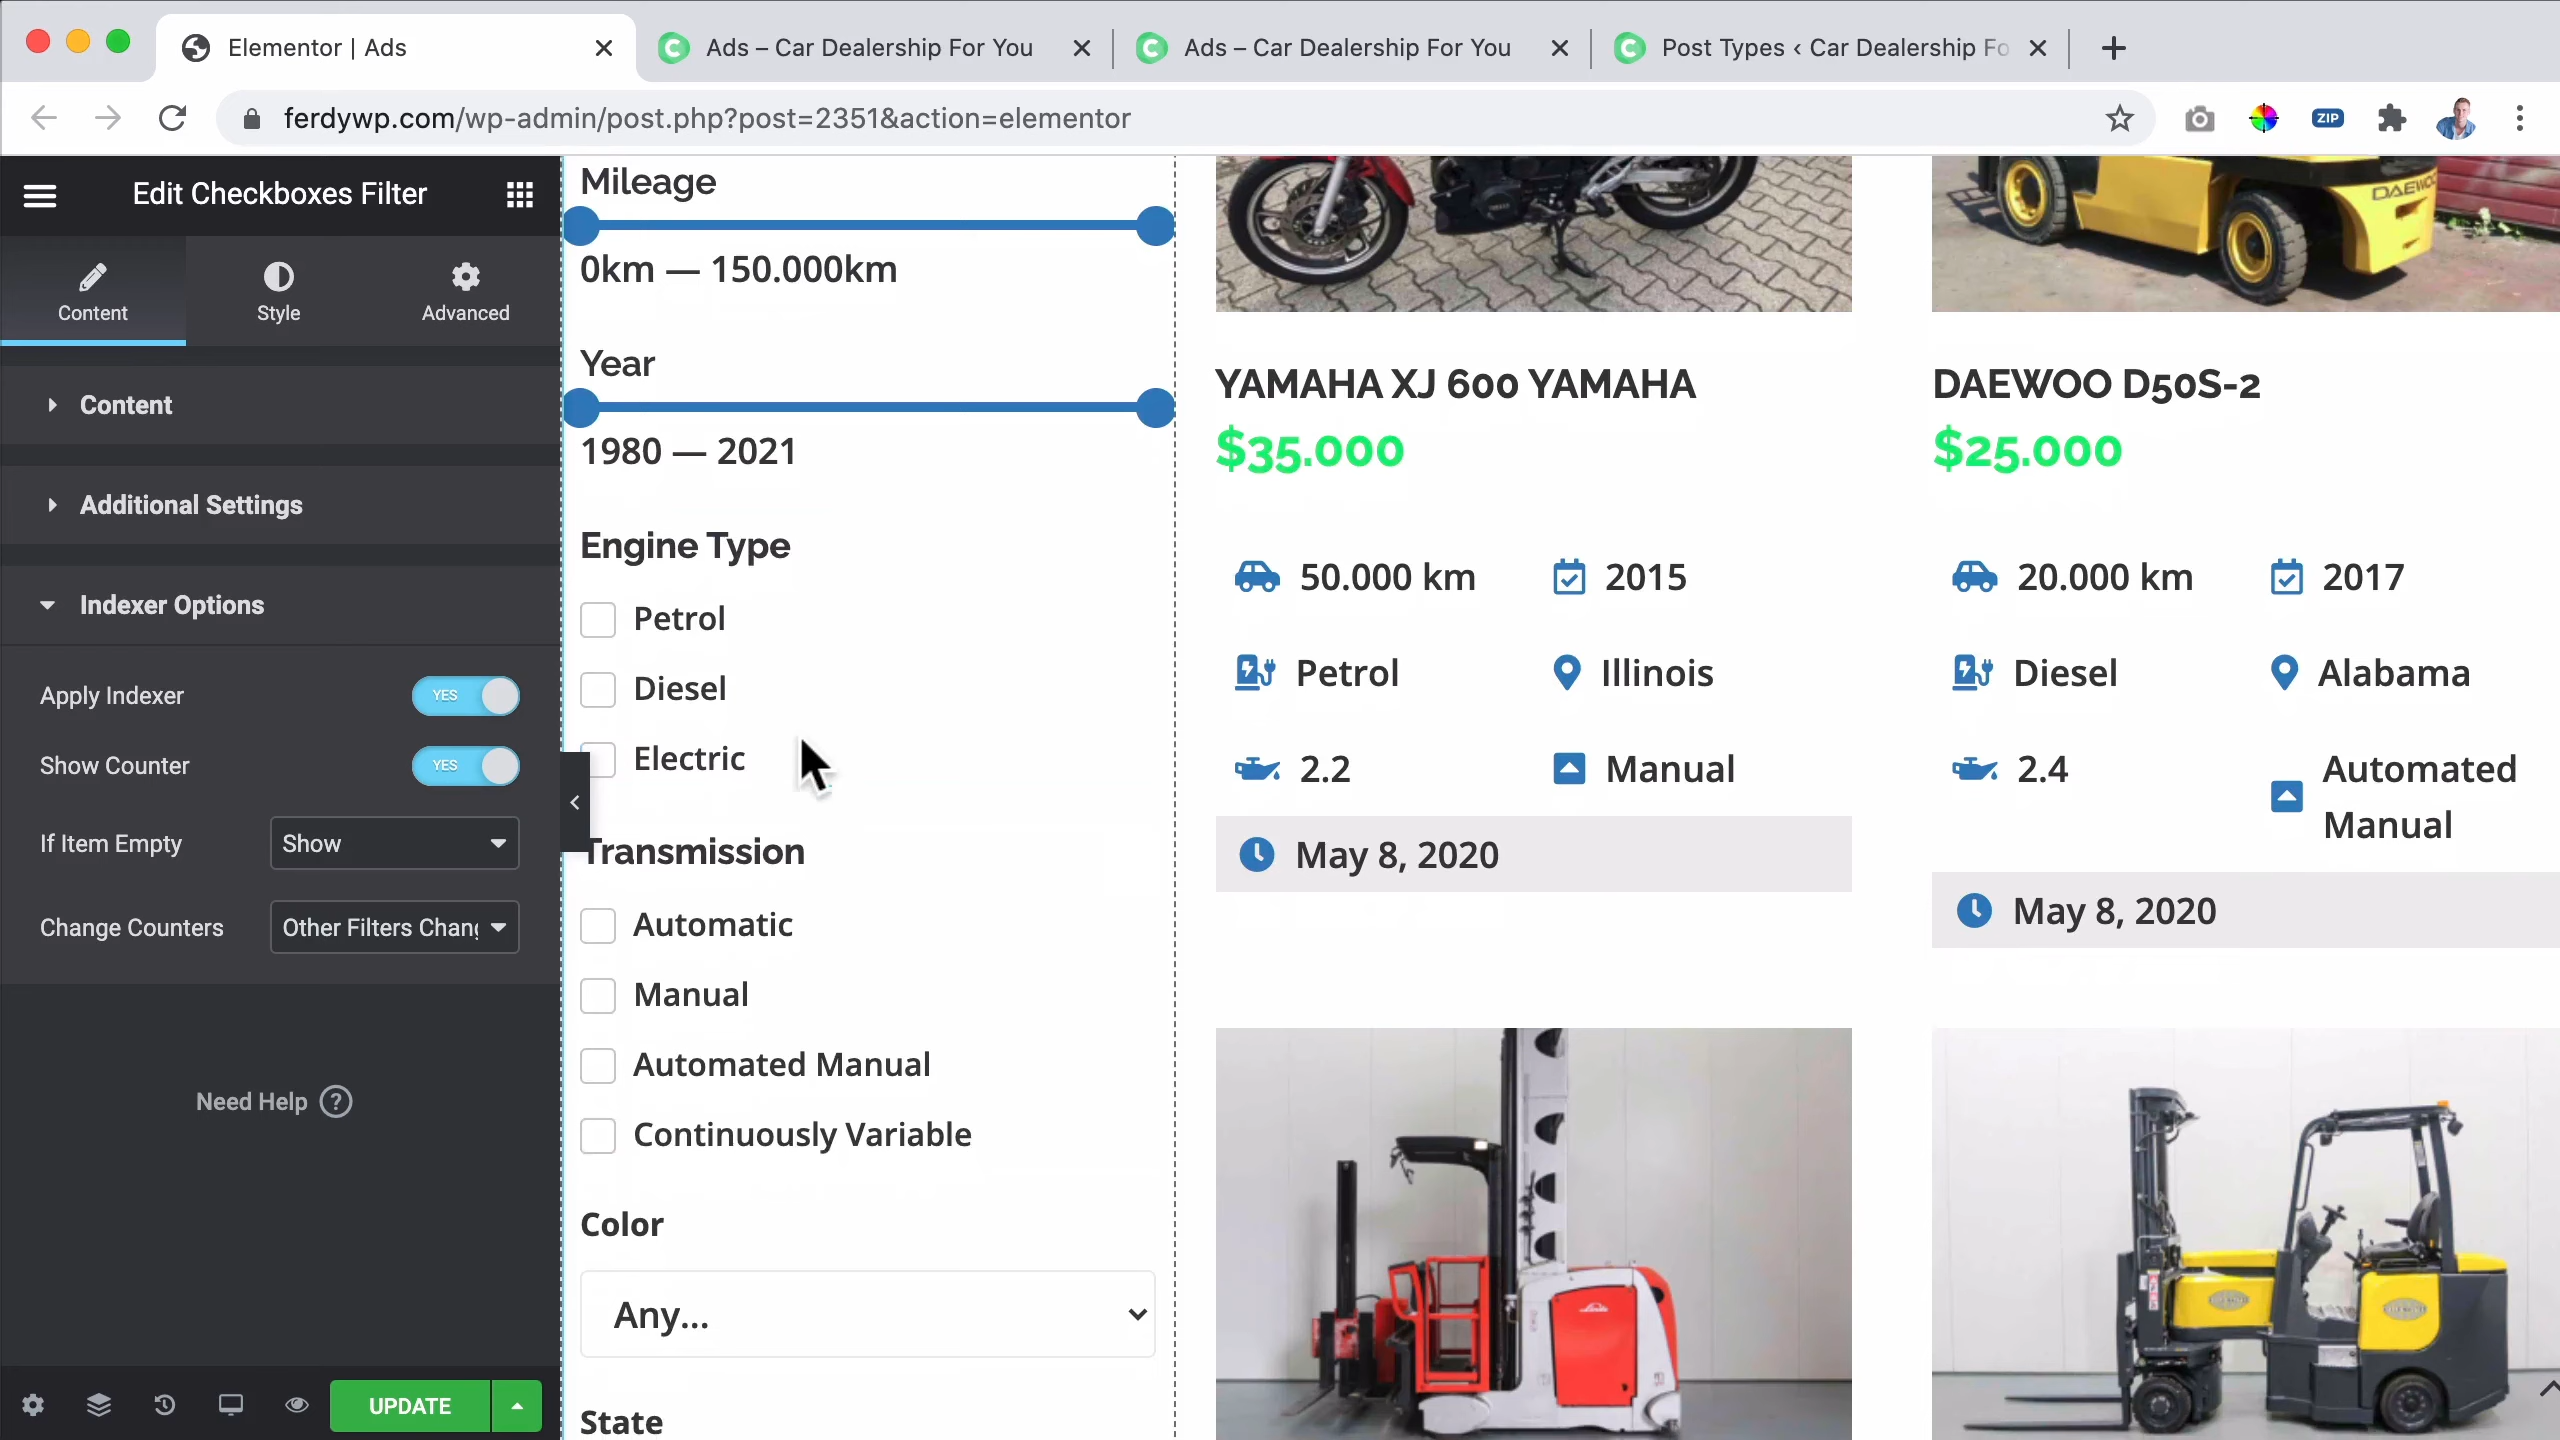 Elementor | Ads
Ads – Car Dealership For You
Ads – Car Dealership For You
Post Types ‹ Car Dealership Fo
ferdywp.com/wp-admin/post.php?post=2351&action=elementor
ZIP
Edit Checkboxes Filter
Content
Style
Advanced
Content
Additional Settings
Indexer Options
Apply Indexer
YES
Show Counter
YES
If Item Empty
Show
Change Counters
Other Filters Chang
Need Help ?
UPDATE
Mileage
0km — 150.000km
Year
1980 — 2021
Engine Type
Petrol
Diesel
Electric
Transmission
Automatic
Manual
Automated Manual
Continuously Variable
Color
Any...
State
YAMAHA XJ 600 YAMAHA
$35.000
50.000 km
2015
Petrol
Illinois
2.2
Manual
May 8, 2020
DAEWOO
DAEWOO D50S-2
$25.000
20.000 km
2017
Diesel
Alabama
2.4
Automated
Manual
May 8, 2020